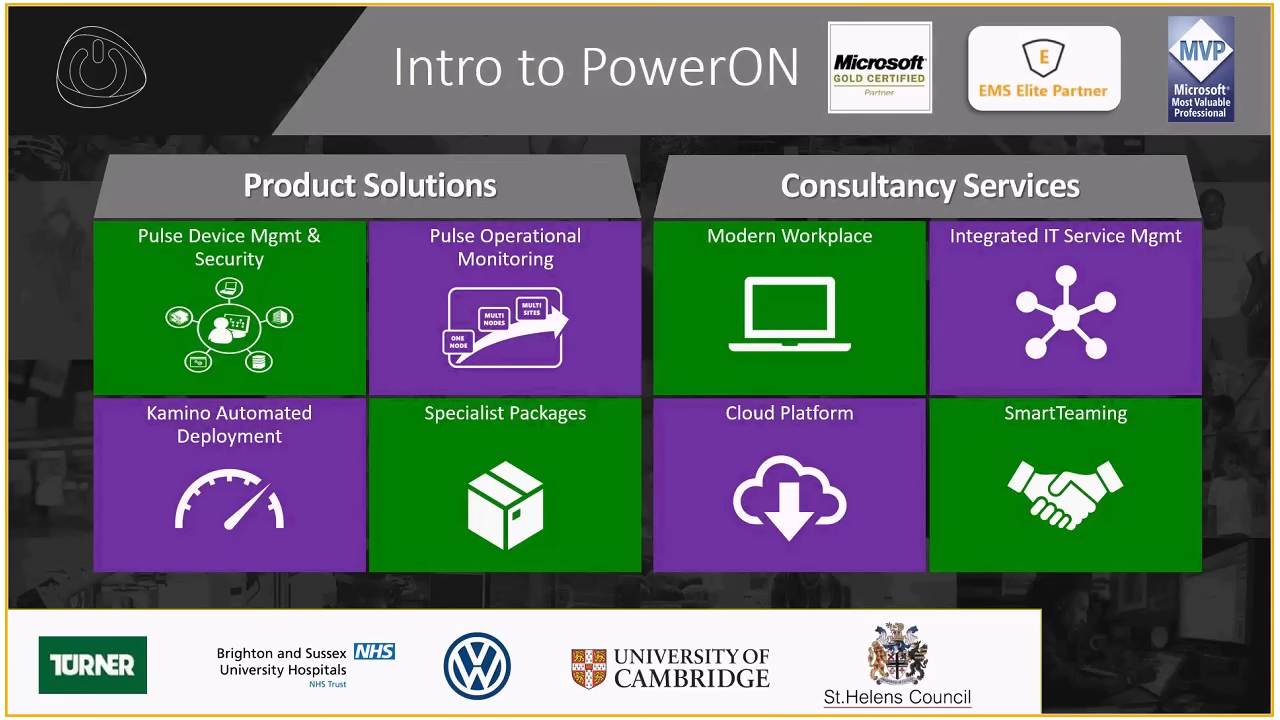 Intro to PowerON
Microsoft
GOLD CERTIFIED
Partner
E
EMS Elite Partner
MVP
Microsoft®
Most Valuable
Professional
Product Solutions
Consultancy Services
Pulse Device Mgmt &
Security
Pulse Operational
Monitoring
ONE
NODE
MULTI
NODES
MULTI
SITES
Modern Workplace
Integrated IT Service Mgmt
Kamino Automated
Deployment
Specialist Packages
Cloud Platform
SmartTeaming
TURNER
Brighton and Sussex NHS
University Hospitals
NHS Trust
VW
UNIVERSITY OF
CAMBRIDGE
St.Helens Council